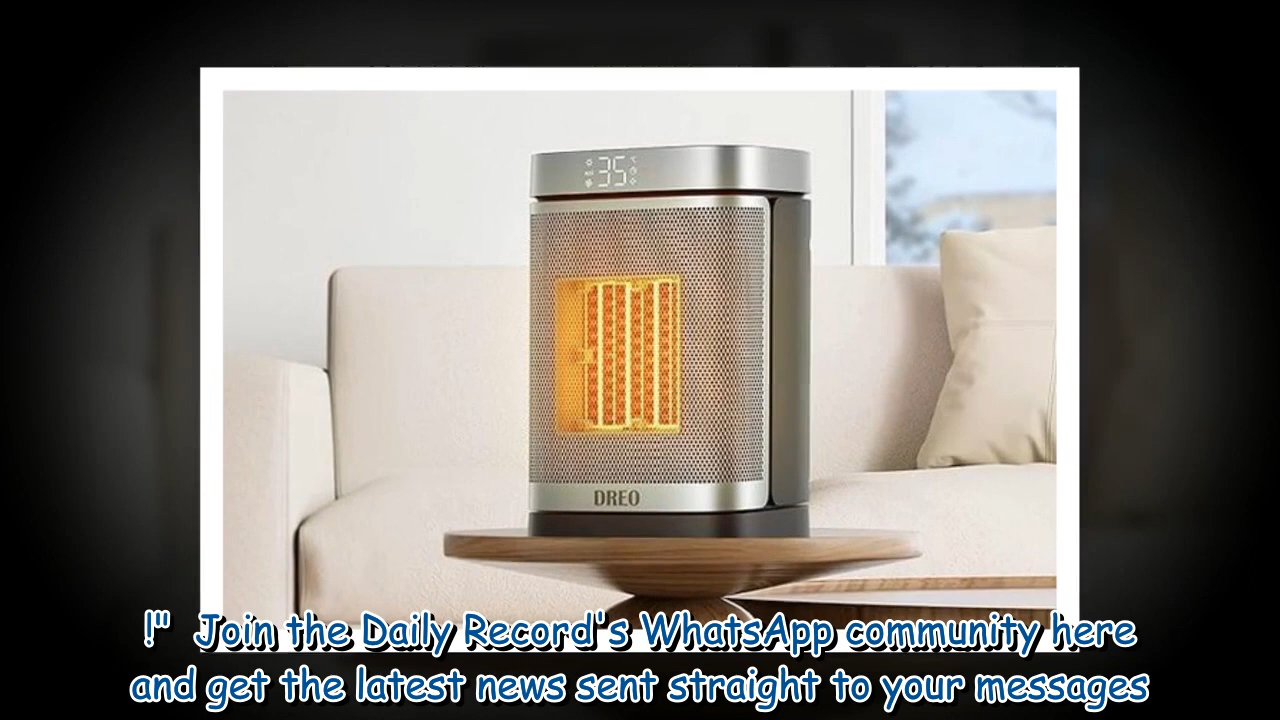 35
DREO
!" Join the Daily Record's WhatsApp community here
and get the latest news sent straight to your messages